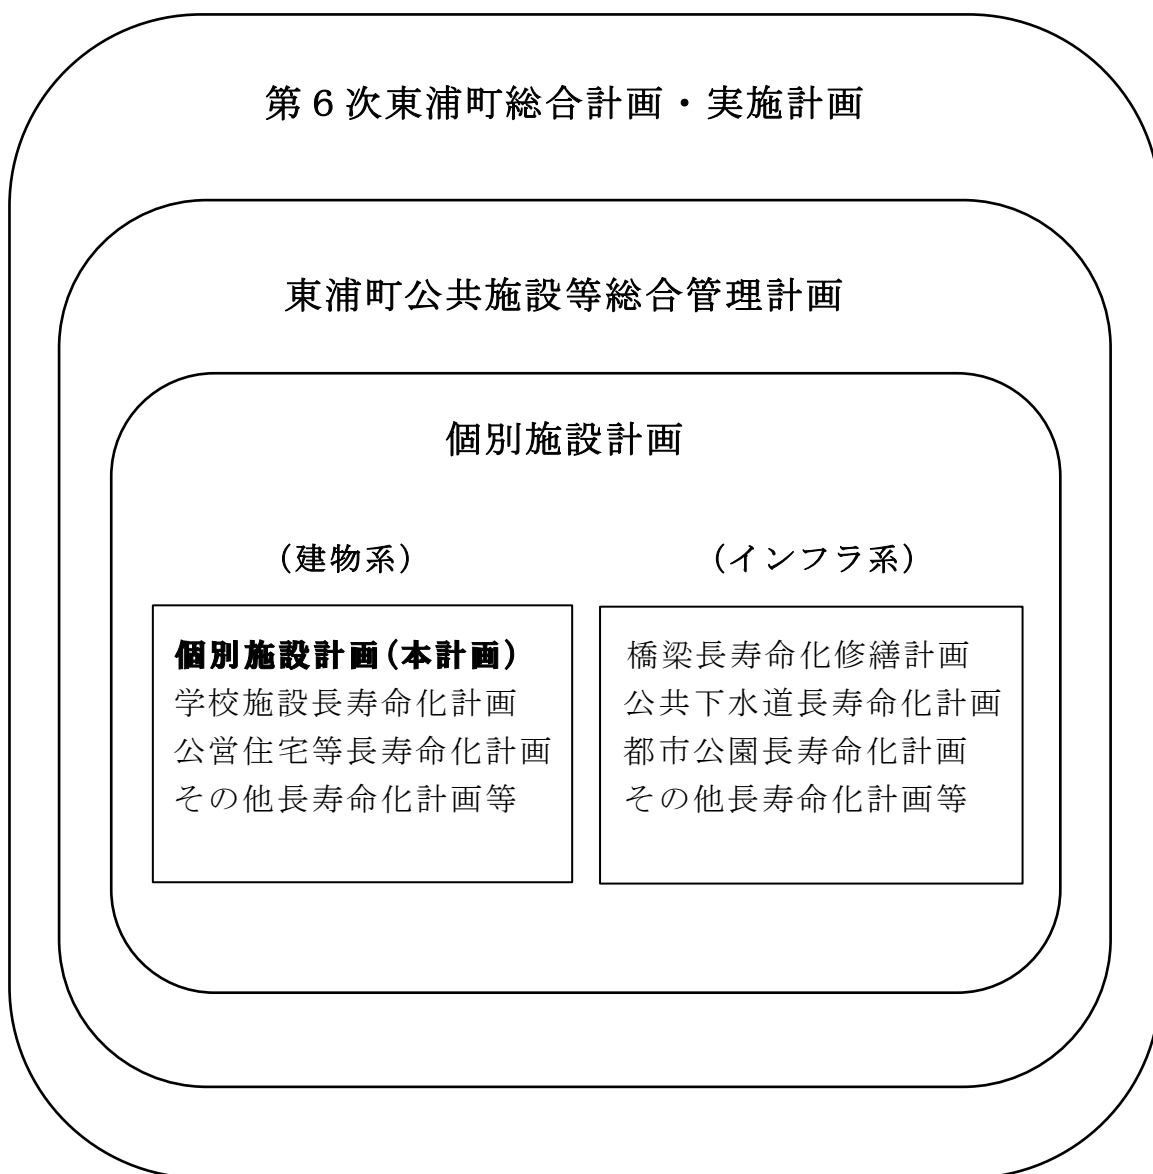 第６次東浦町総合計画・実施計画
東浦町公共施設等総合管理計画
個別施設計画
(建物系)
個別施設計画(本計画)
学校施設長寿命化計画
公営住宅等長寿命化計画
その他長寿命化計画等
(インフラ系)
橋梁長寿命化修繕計画
公共下水道長寿命化計画
都市公園長寿命化計画
その他長寿命化計画等